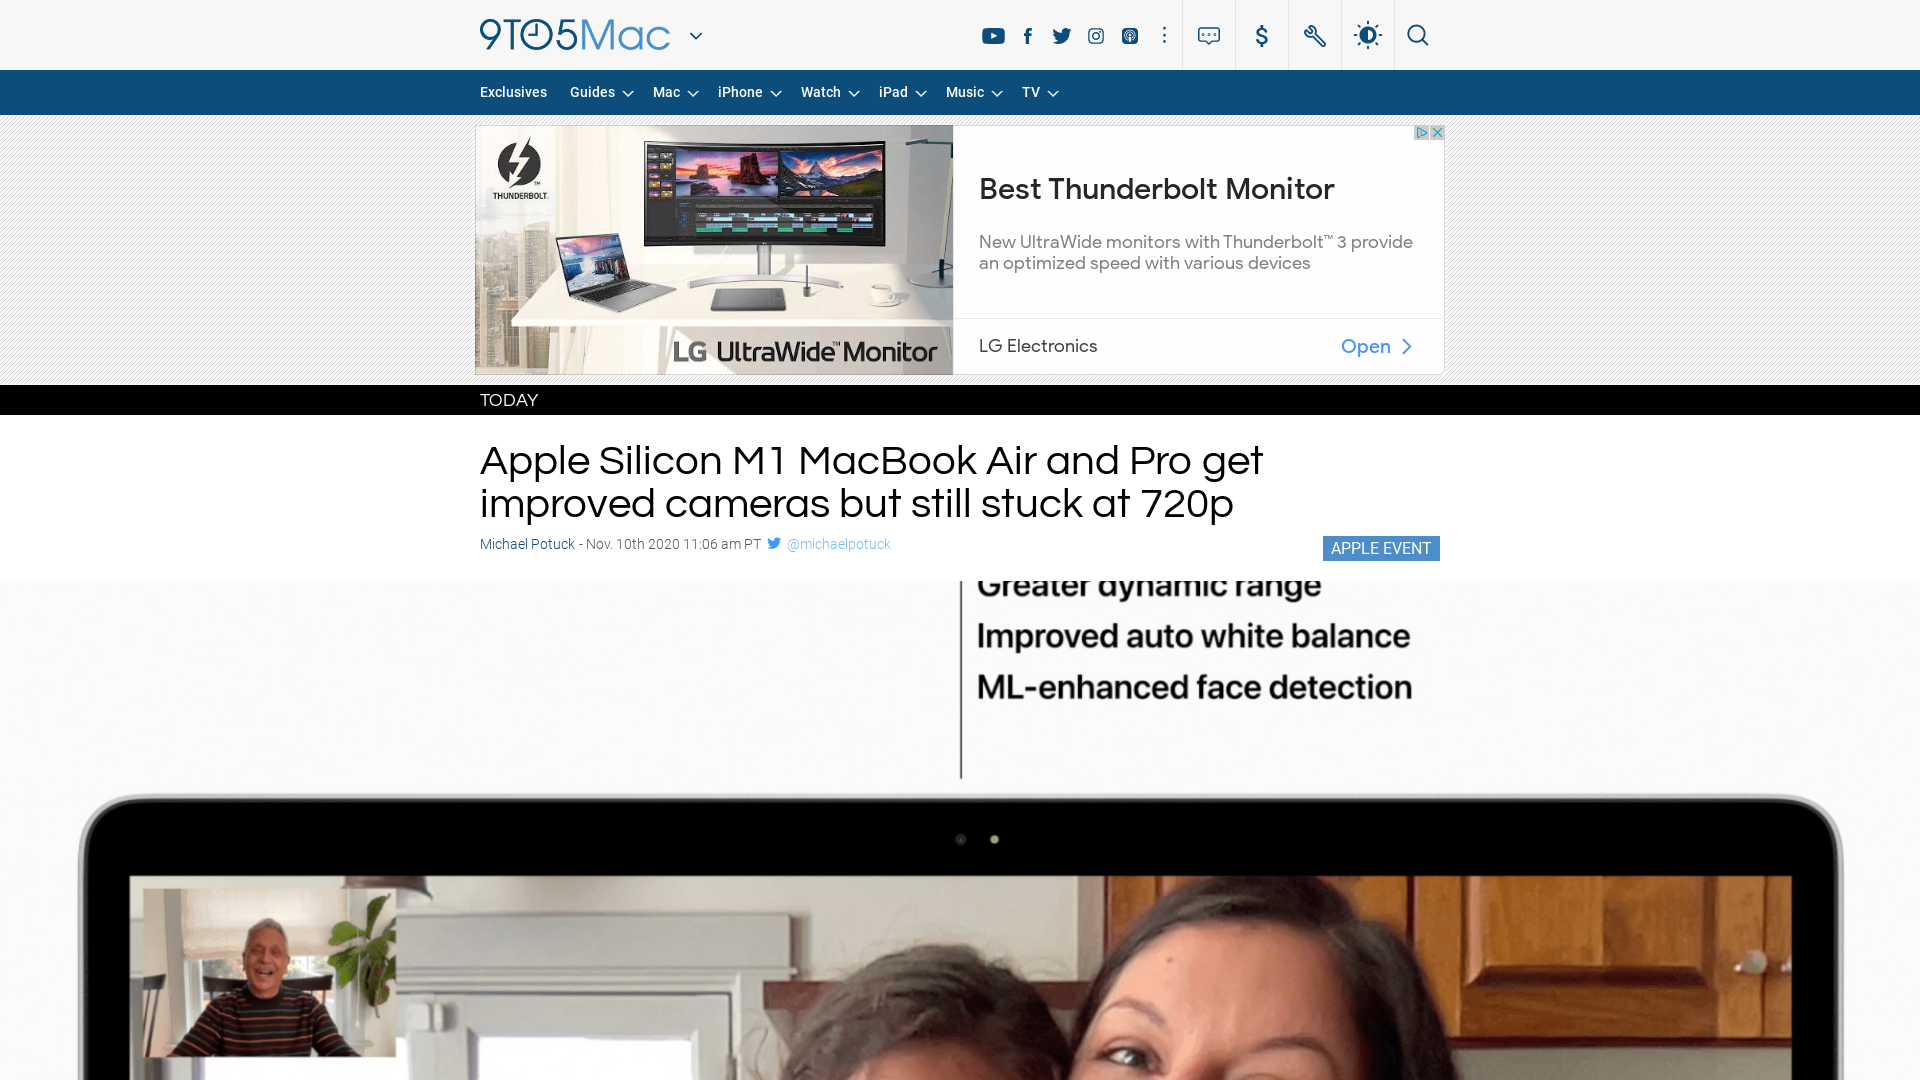 9TO5Mac
Exclusives
Guides
Mac
iPhone
Watch
iPad
Music
TV
THUNDERBOLT™
LG UltraWide™ Monitor
Best Thunderbolt Monitor
New UltraWide monitors with Thunderbolt™ 3 provide
an optimized speed with various devices
LG Electronics
Open
TODAY
Apple Silicon M1 MacBook Air and Pro get
improved cameras but still stuck at 720p
Michael Potuck - Nov. 10th 2020 11:06 am PT @michaelpotuck
APPLE EVENT
Greater dynamic range
Improved auto white balance
ML-enhanced face detection